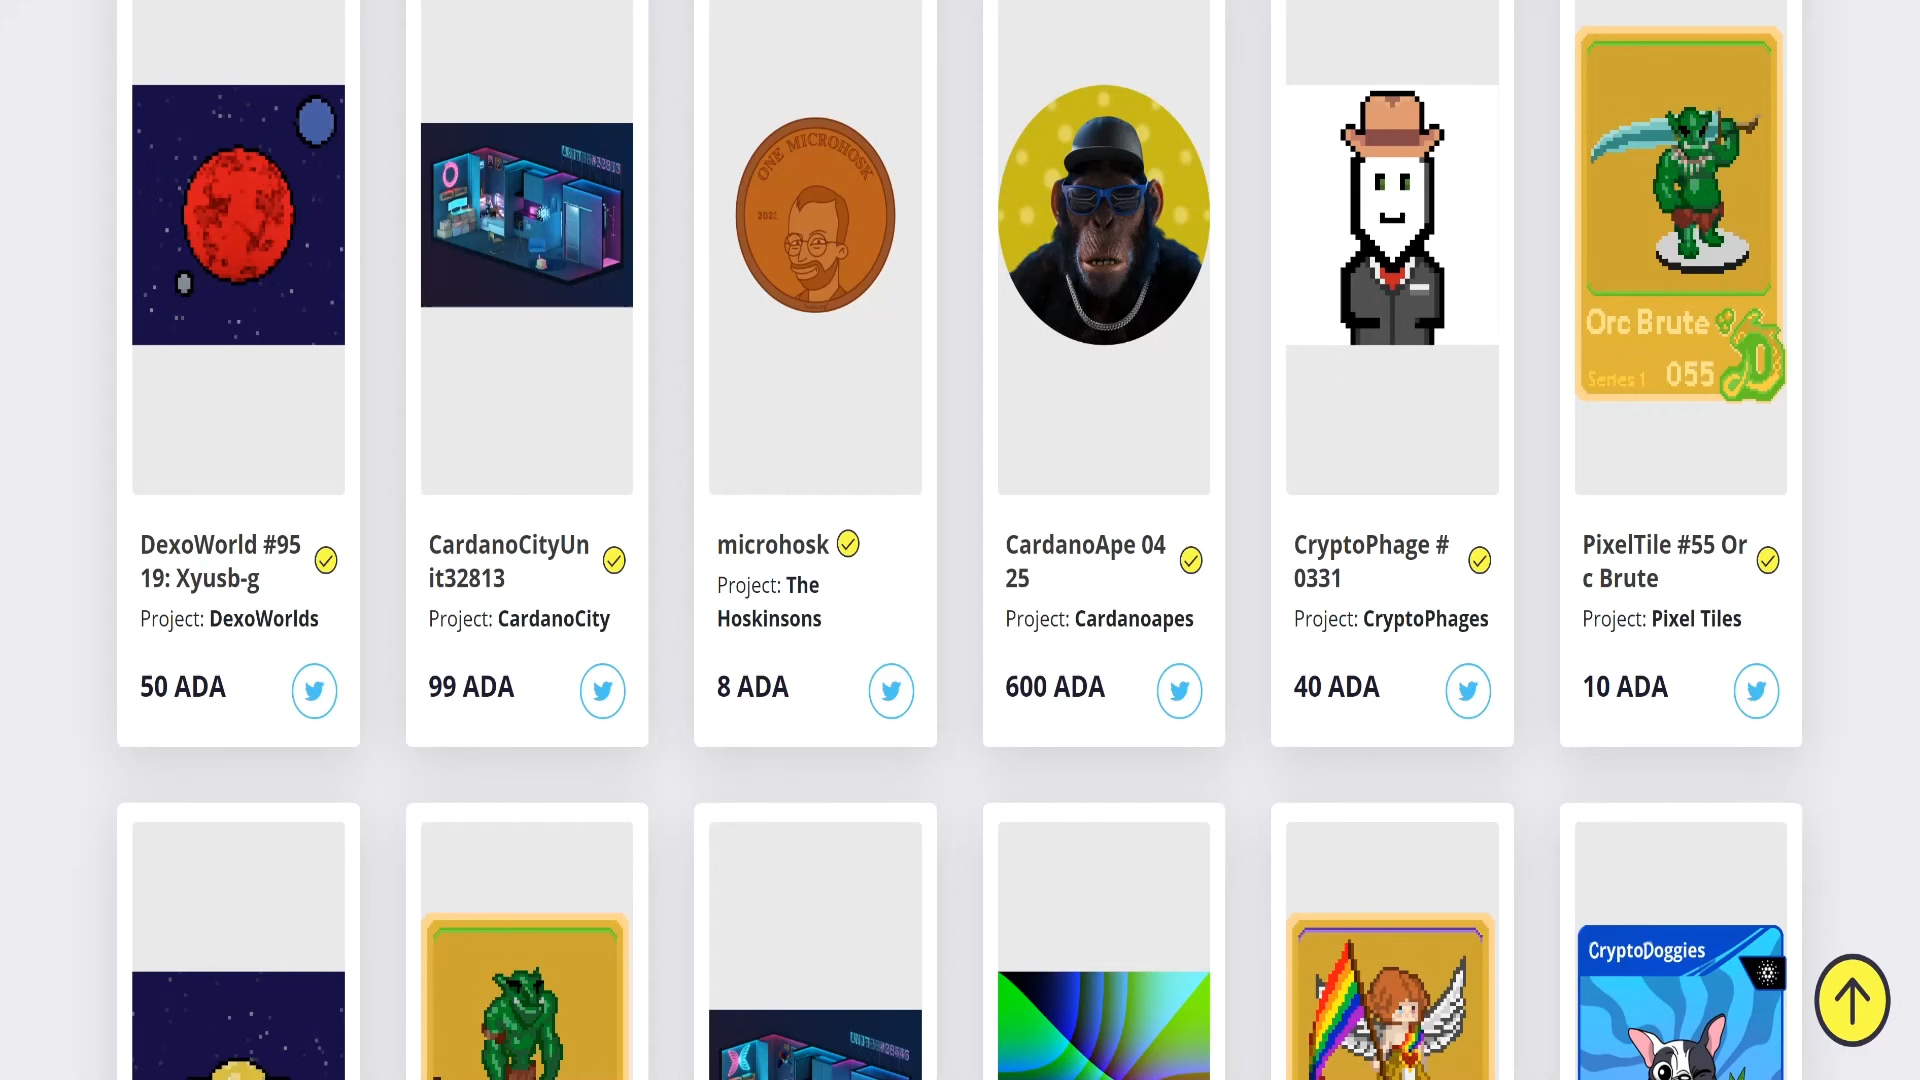 ONE MICROHOSK
2021
Orc Brute
Series 1 055
DexoWorld #95
19: Xyusb-g
Project: DexoWorlds
50 ADA
CardanoCityUn
it32813
Project: CardanoCity
99 ADA
microhosk
Project: The
Hoskinsons
8 ADA
CardanoApe 04
25
Project: Cardanoapes
600 ADA
CryptoPhage #
0331
Project: CryptoPhages
40 ADA
PixelTile #55 Or
c Brute
Project: Pixel Tiles
10 ADA
CryptoDoggies